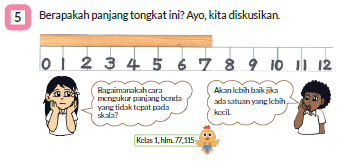 5 Berapakah panjang tongkat ini? Ayo, kita diskusikan.
0 1 2 3 4 5 6 7 8 9 10 11 12
Bagaimanakah cara
mengukur panjang benda
yang tidak tepat pada
skala?
Akan lebih baik jika
ada satuan yang lebih
kecil.
Kelas 1, hlm. 77,115